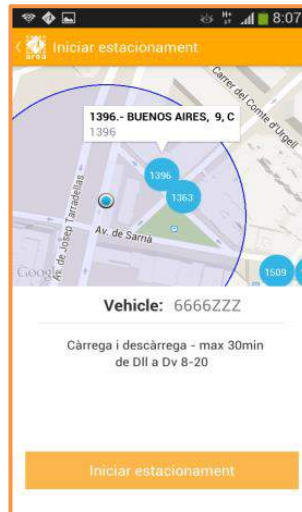 8:07
area
Iniciar estacionament
Carrer del Comte d'Urgell
1396.- BUENOS AIRES, 9, C
1396
1396
1363
Av. de Josep Tarradellas
Av. de Sarrià
Google
1509
Vehicle: 6666ZZZ
Càrrega i descàrrega - max 30min
de Dll a Dv 8-20
Iniciar estacionament